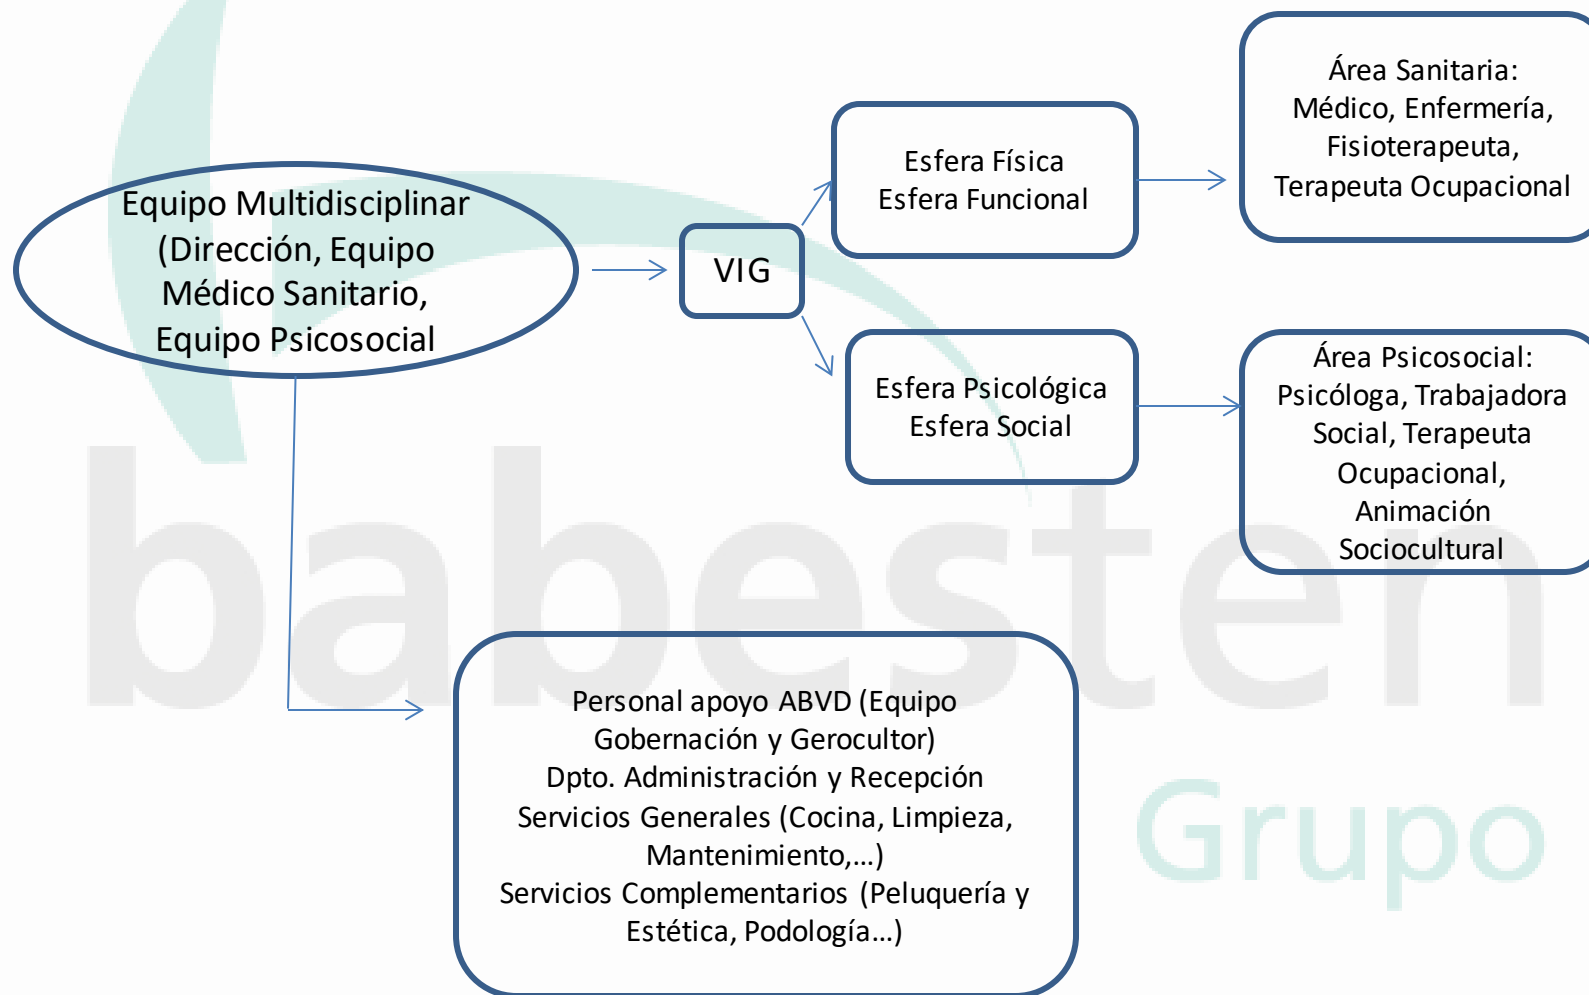 Equipo Multidisciplinar
(Dirección, Equipo
Médico Sanitario,
Equipo Psicosocial
VIG
Esfera Física
Esfera Funcional
Área Sanitaria:
Médico, Enfermería,
Fisioterapeuta,
Terapeuta Ocupacional
Esfera Psicológica
Esfera Social
Área Psicosocial:
Psicóloga, Trabajadora
Social, Terapeuta
Ocupacional,
Animación
Sociocultural
Personal apoyo ABVD (Equipo
Gobernación y Gerocultor)
Dpto. Administración y Recepción
Servicios Generales (Cocina, Limpieza,
Mantenimiento,...)
Servicios Complementarios (Peluquería y
Estética, Podología...)
babesten
Grupo